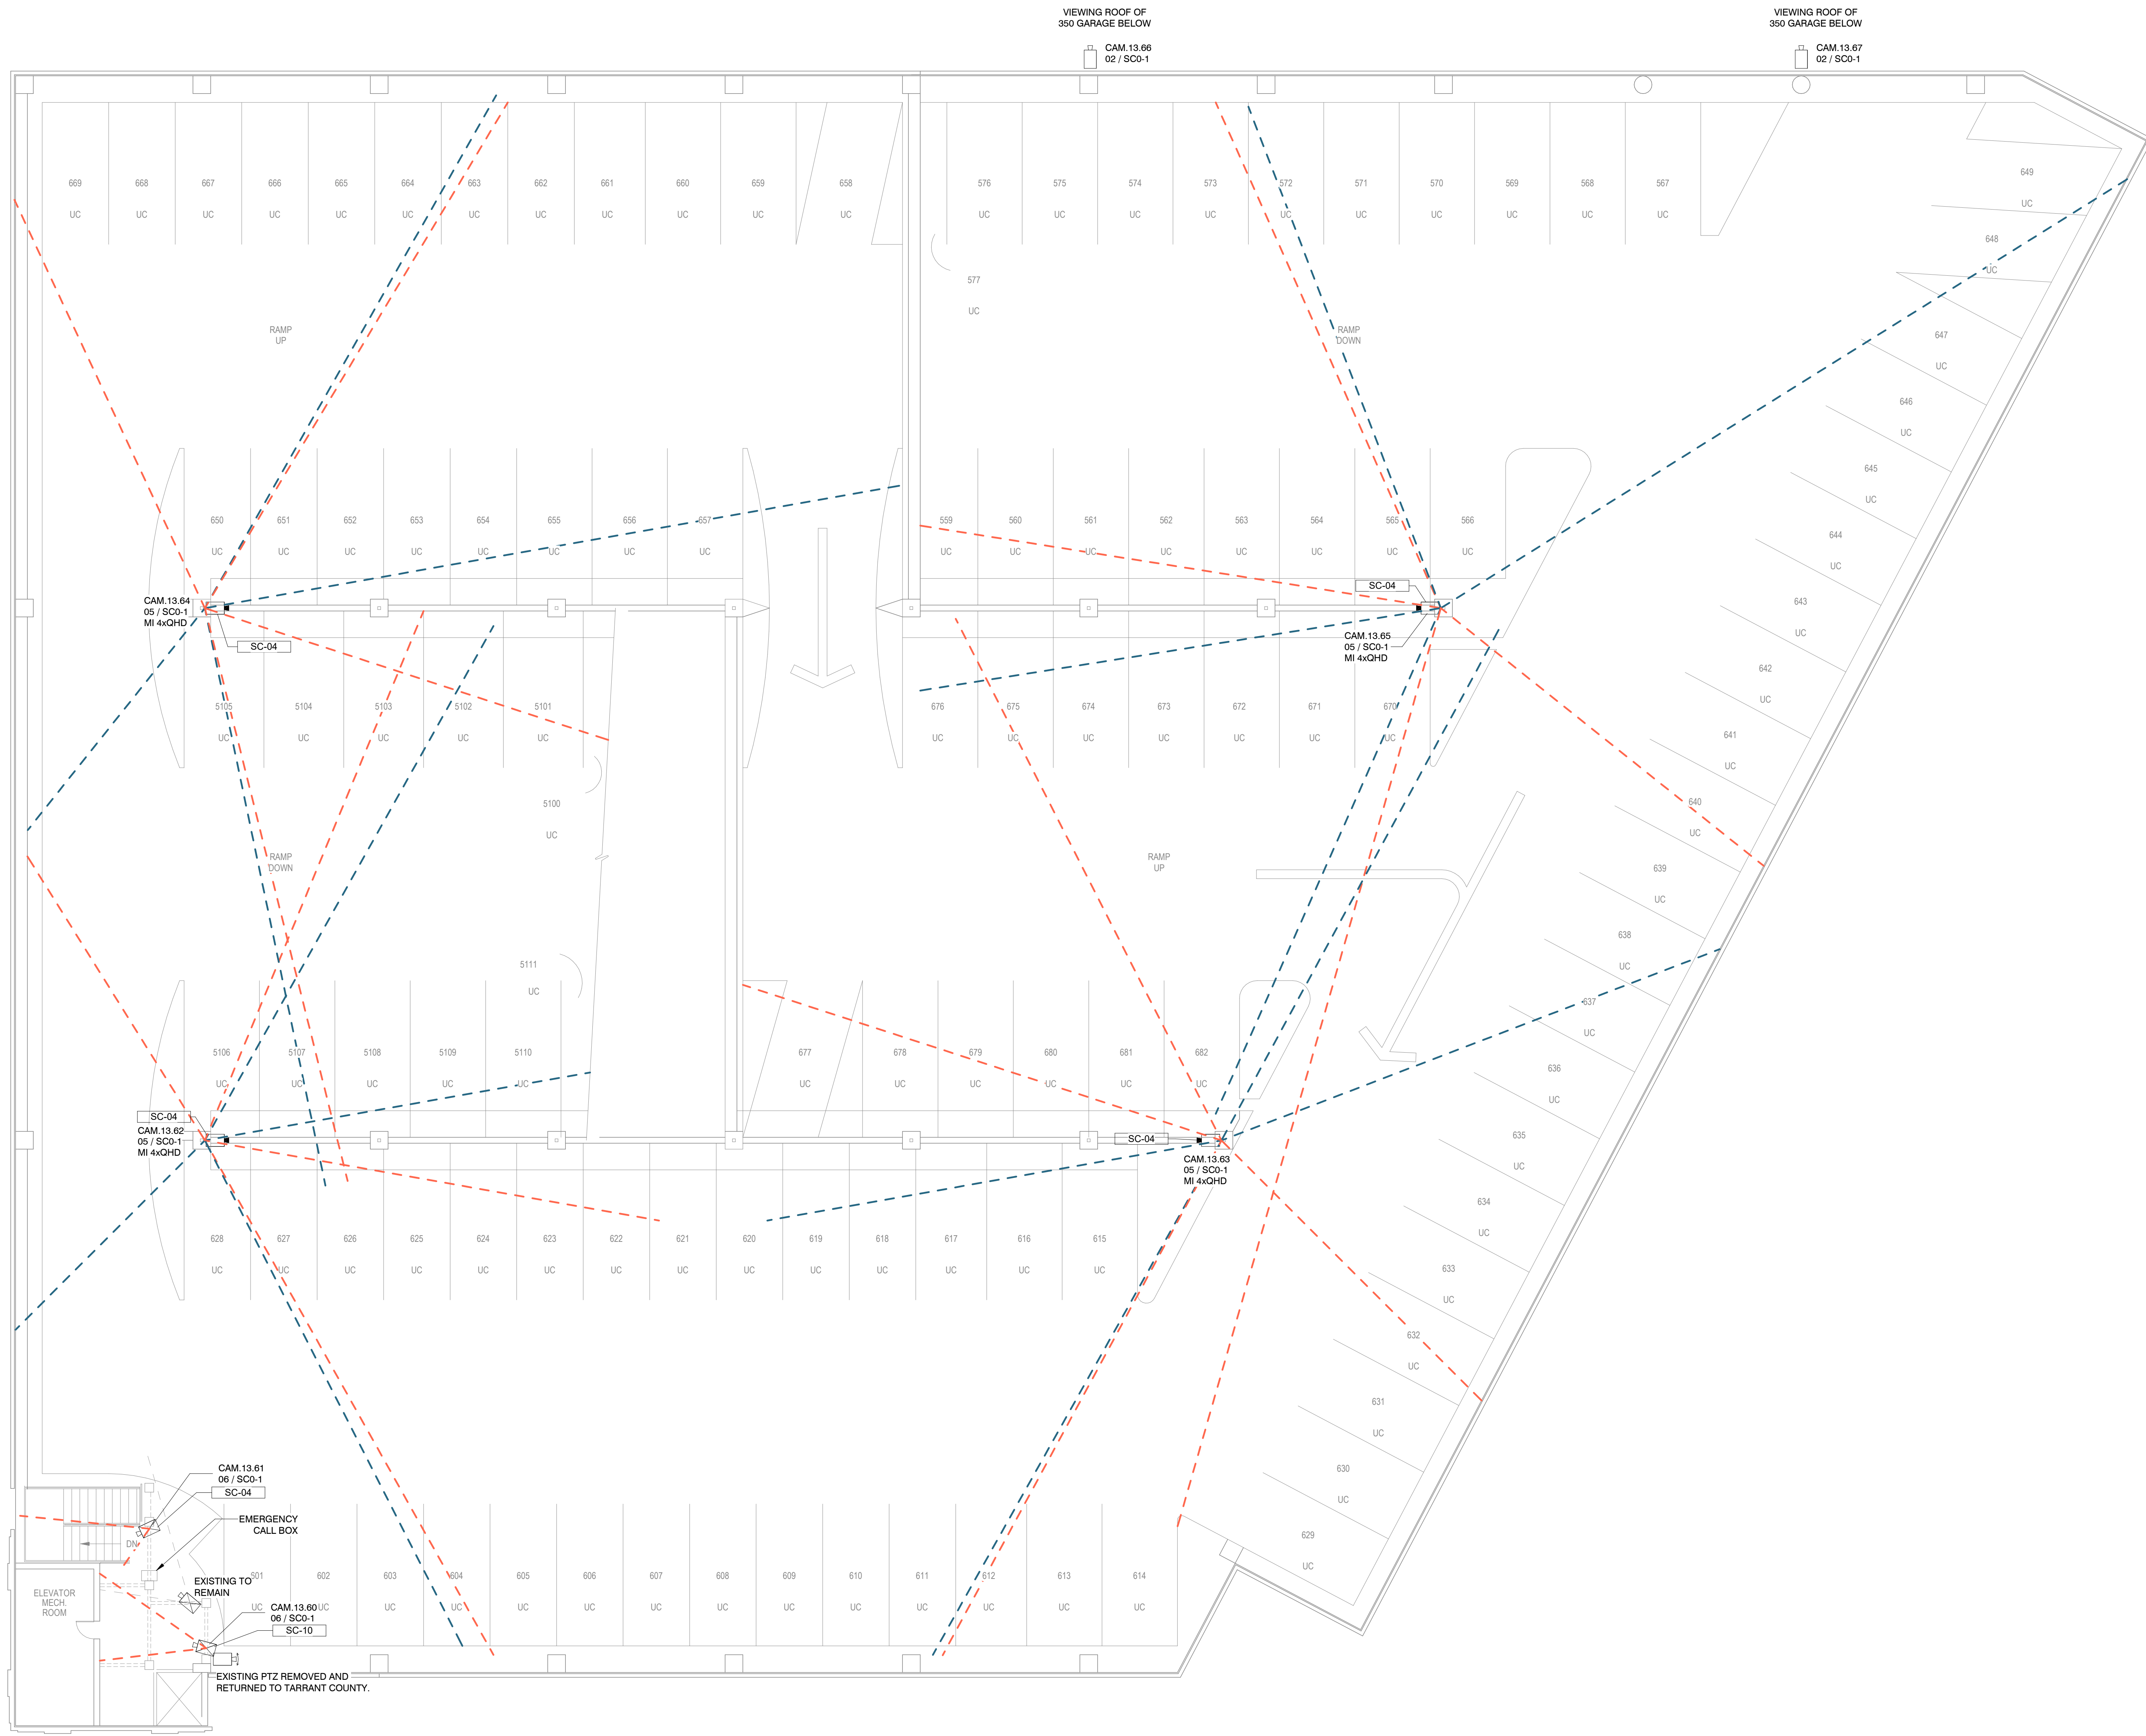 VIEWING ROOF OF
350 GARAGE BELOW
CAM.13.66
02 / SC0-1
VIEWING ROOF OF
350 GARAGE BELOW
CAM.13.67
02 / SC0-1
669
UC
668
UC
667
UC
666
UC
665
UC
664
UC
663
UC
662
UC
661
UC
660
UC
659
UC
658
UC
576
UC
575
UC
574
UC
573
UC
572
UC
571
UC
570
UC
569
UC
568
UC
567
UC
649
UC
648
UC
577
UC
RAMP
UP
RAMP
DOWN
647
UC
646
UC
645
UC
644
UC
643
UC
642
UC
641
UC
640
UC
639
UC
638
UC
637
UC
636
UC
635
UC
634
UC
633
UC
632
UC
631
UC
630
UC
629
UC
650
UC
651
UC
652
UC
653
UC
654
UC
655
UC
656
UC
657
UC
559
UC
560
UC
561
UC
562
UC
563
UC
564
UC
565
UC
566
UC
CAM.13.64
05 / SC0-1
MI 4xQHD
SC-04
SC-04
CAM.13.65
05 / SC0-1
MI 4xQHD
5105
UC
5104
UC
5103
UC
5102
UC
5101
UC
676
UC
675
UC
674
UC
673
UC
672
UC
671
UC
670
UC
5100
UC
RAMP
DOWN
RAMP
UP
5111
UC
5106
UC
5107
UC
5108
UC
5109
UC
5110
UC
677
UC
678
UC
679
UC
680
UC
681
UC
682
UC
SC-04
CAM.13.62
05 / SC0-1
MI 4xQHD
SC-04
CAM.13.63
05 / SC0-1
MI 4xQHD
628
UC
627
UC
626
UC
625
UC
624
UC
623
UC
622
UC
621
UC
620
UC
619
UC
618
UC
617
UC
616
UC
615
UC
CAM.13.61
06 / SC0-1
SC-04
EMERGENCY
CALL BOX
DN
ELEVATOR
MECH.
ROOM
EXISTING TO
REMAIN
CAM.13.60
06 / SC0-1
SC-10
601
UC
602
UC
603
UC
604
UC
605
UC
606
UC
607
UC
608
UC
609
UC
610
UC
611
UC
612
UC
613
UC
614
UC
EXISTING PTZ REMOVED AND
RETURNED TO TARRANT COUNTY.